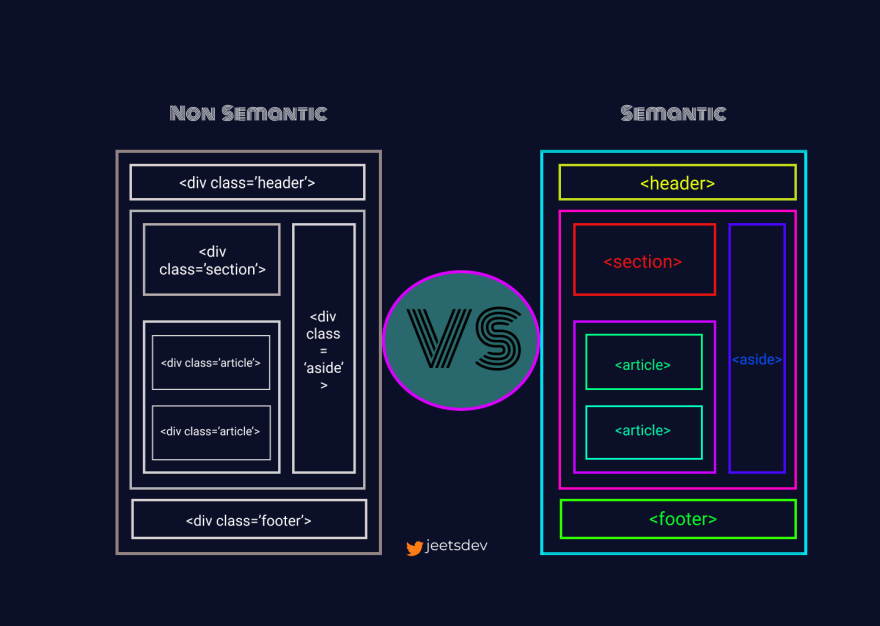 Non Semantic
<div class=’header’>
<div
class=’section’>
<div
class
=
‘aside’
>
<div class=‘article’>
<div class=‘article’>
<div class=’footer’>
VS
jeetsdev
Semantic
<header>
<section>
<article>
<article>
<aside>
<footer>